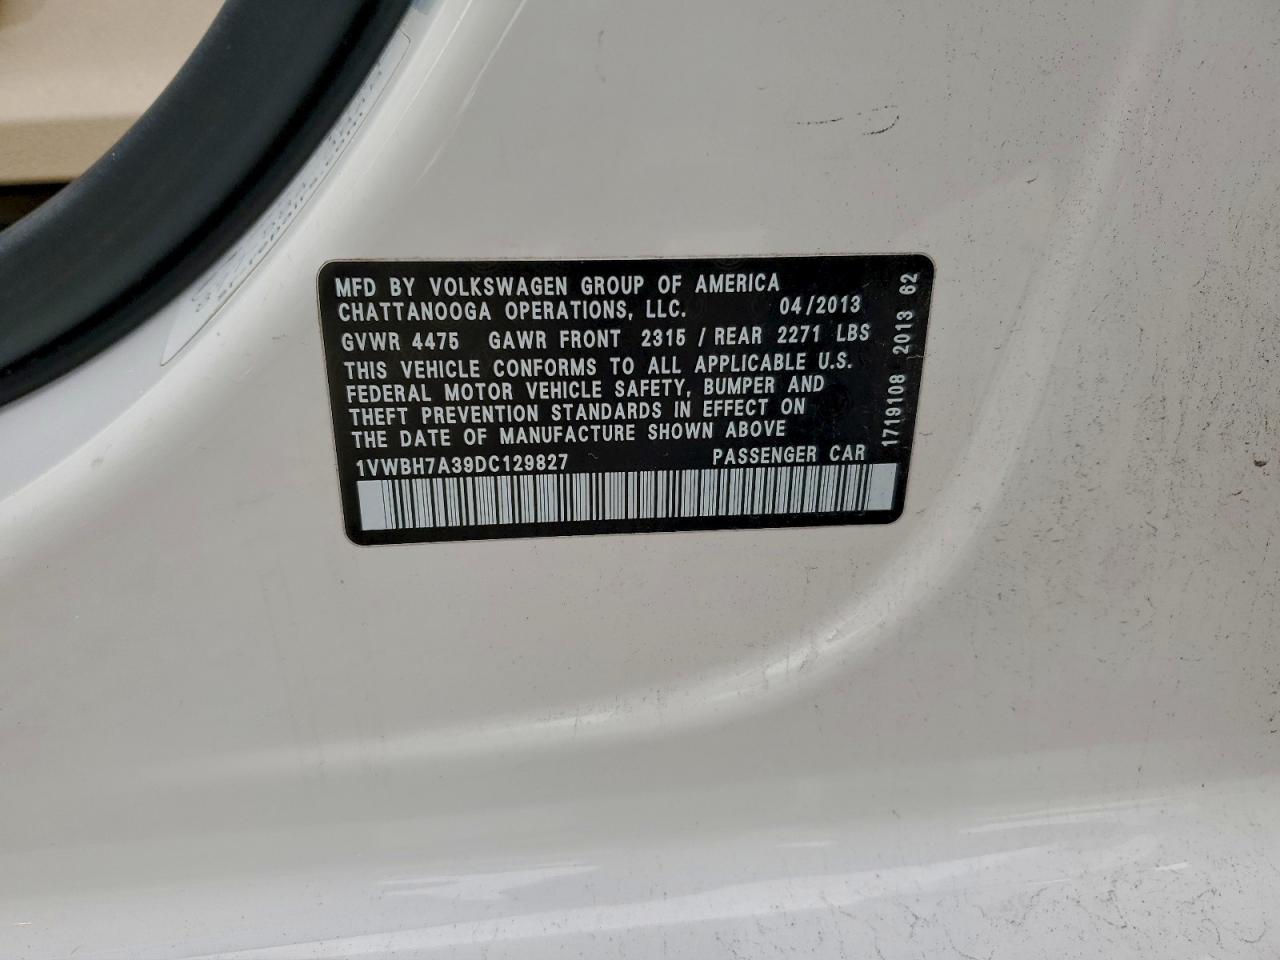 MFD BY VOLKSWAGEN GROUP OF AMERICA
CHATTANOOGA OPERATIONS, LLC. 04/2013
GVWR 4475 GAWR FRONT 2315 / REAR 2271 LBS
THIS VEHICLE CONFORMS TO ALL APPLICABLE U.S.
FEDERAL MOTOR VEHICLE SAFETY, BUMPER AND
THEFT PREVENTION STANDARDS IN EFFECT ON
THE DATE OF MANUFACTURE SHOWN ABOVE
1VWBH7A39DC129827 PASSENGER CAR
1719108 2013 62